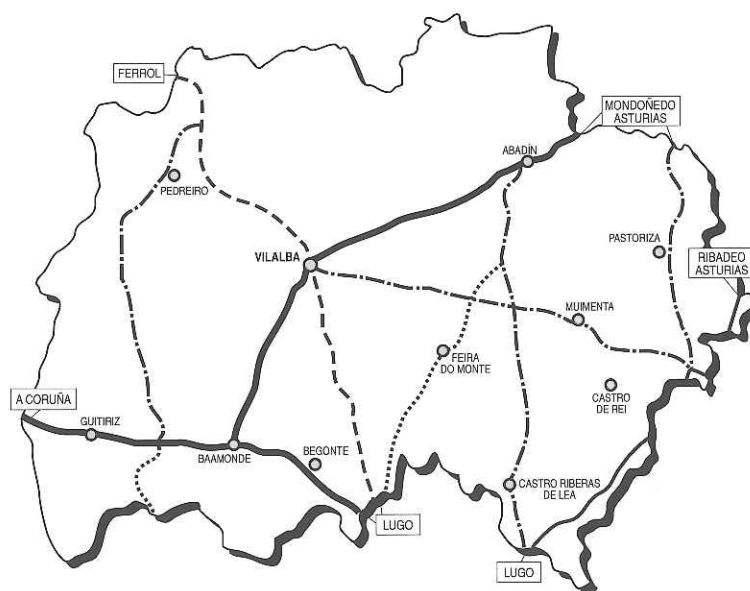 FERROL
MONDOÑEDO
ASTURIAS
ABADÍN
PEDREIRO
PASTORIZA
VILALBA
RIBADEO
ASTURIAS
MUIMENTA
FEIRA
DO MONTE
CASTRO
DE REI
A CORUÑA
GUITIRIZ
BAAMONDE
BEGONTE
CASTRO RIBERAS
DE LEA
LUGO
LUGO